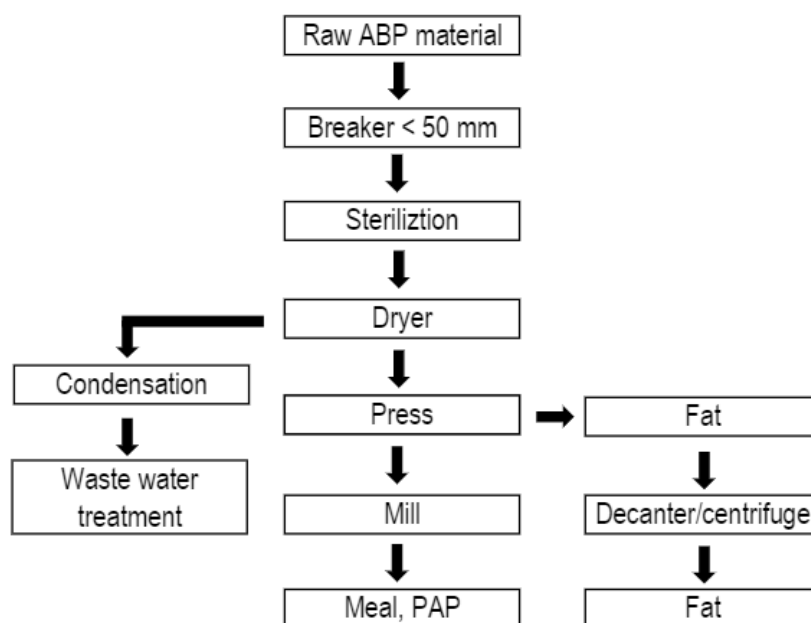 Raw ABP material
Breaker < 50 mm
Steriliztion
Dryer
Condensation
Press
Fat
Waste water
treatment
Mill
Decanter/centrifuge
Meal, PAP
Fat